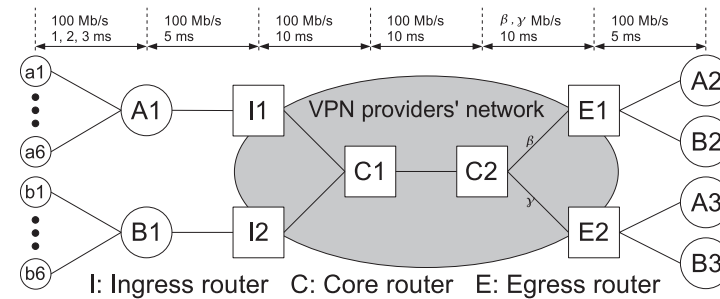 100 Mb/s 100 Mb/s 100 Mb/s 100 Mb/s β, γ Mb/s 100 Mb/s
1, 2, 3 ms 5 ms 10 ms 10 ms 10 ms 5 ms
a1
A2
A1 I1 VPN providers' network E1
β
a6
B2
C1 C2
b1
γ
A3
B1 I2 E2
b6
B3
I: Ingress router C: Core router E: Egress router